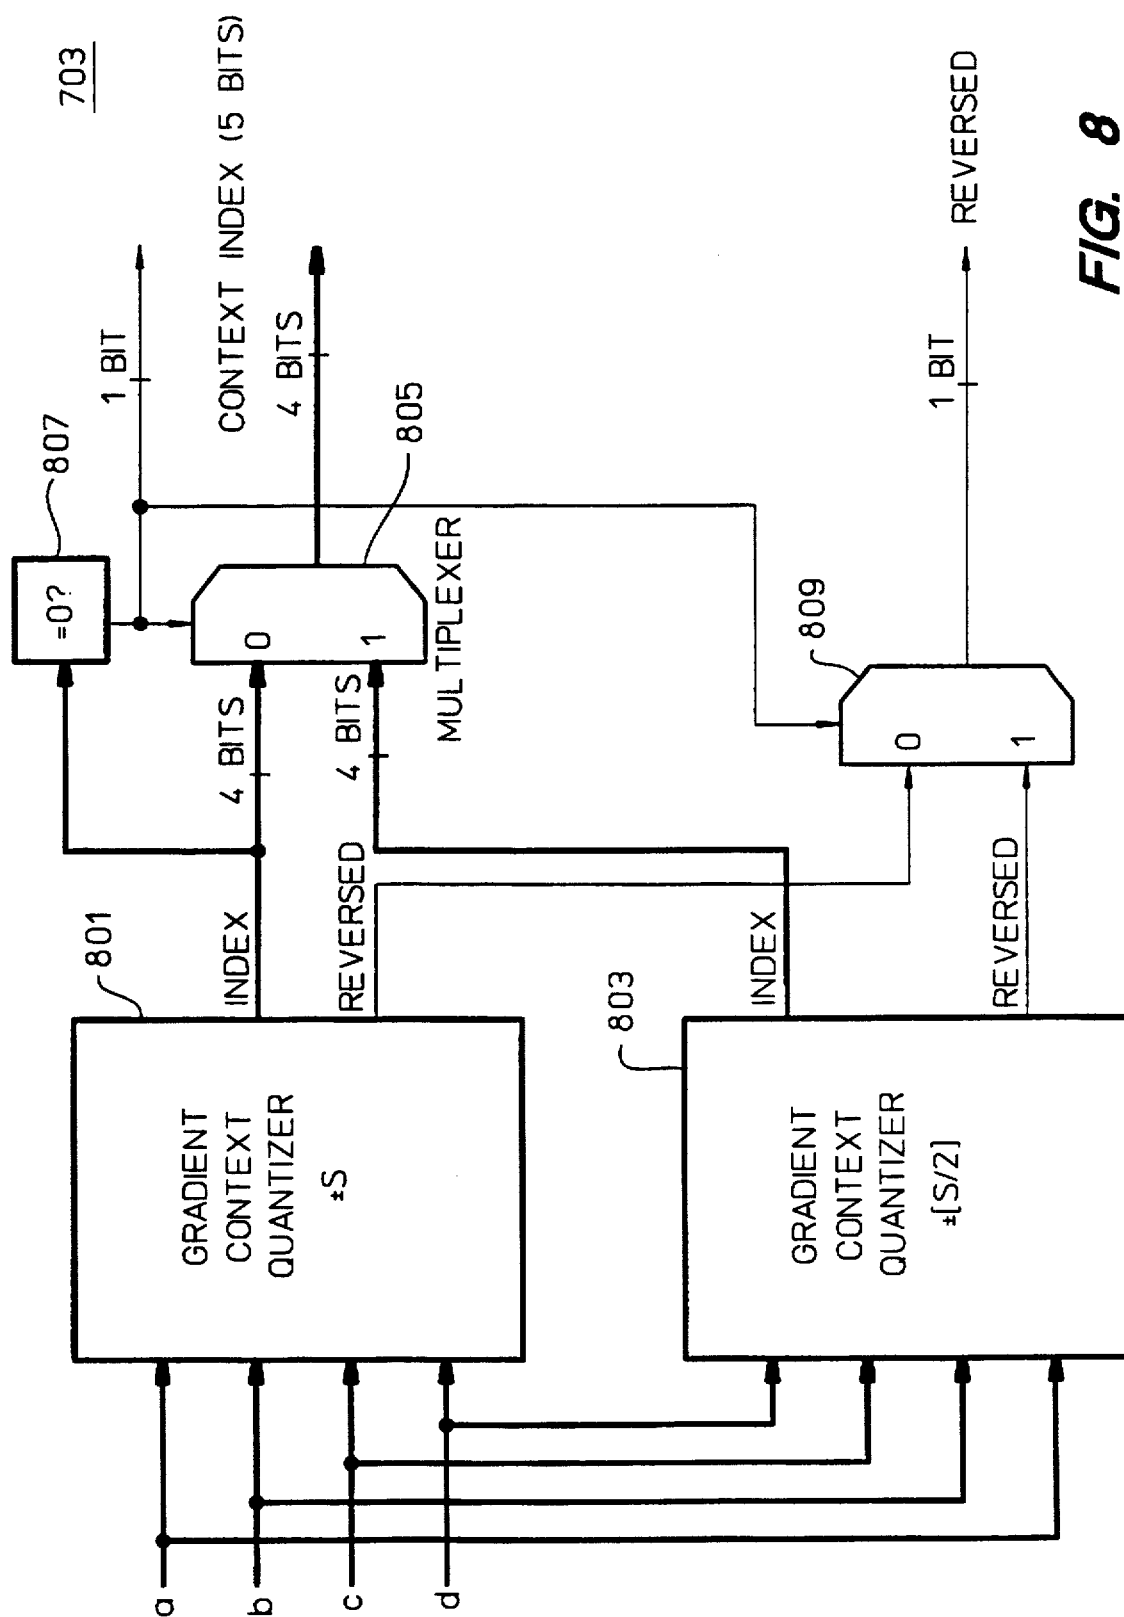 703
807
=0?
1 BIT
CONTEXT INDEX (5 BITS)
4 BITS
805
0
1
MULTIPLEXER
4 BITS
4 BITS
801
INDEX
REVERSED
GRADIENT
CONTEXT
QUANTIZER
±S
a
b
c
d
803
INDEX
REVERSED
GRADIENT
CONTEXT
QUANTIZER
±[S/2]
809
0
1
1 BIT
REVERSED
FIG. 8